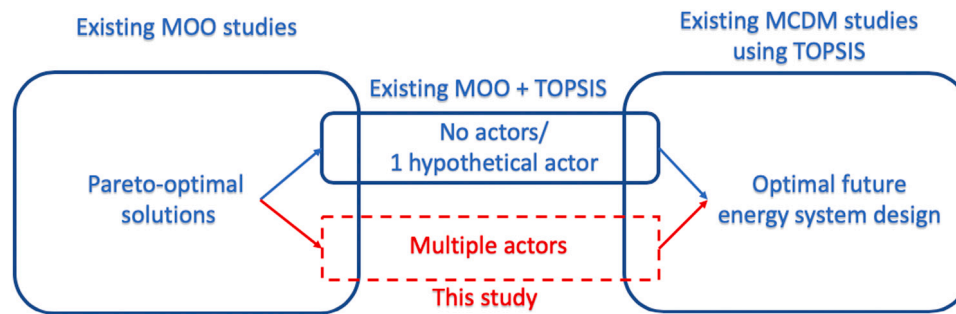 Existing MOO studies
Existing MCDM studies
using TOPSIS
Existing MOO + TOPSIS
No actors/
1 hypothetical actor
Pareto-optimal
solutions
Optimal future
energy system design
Multiple actors
This study